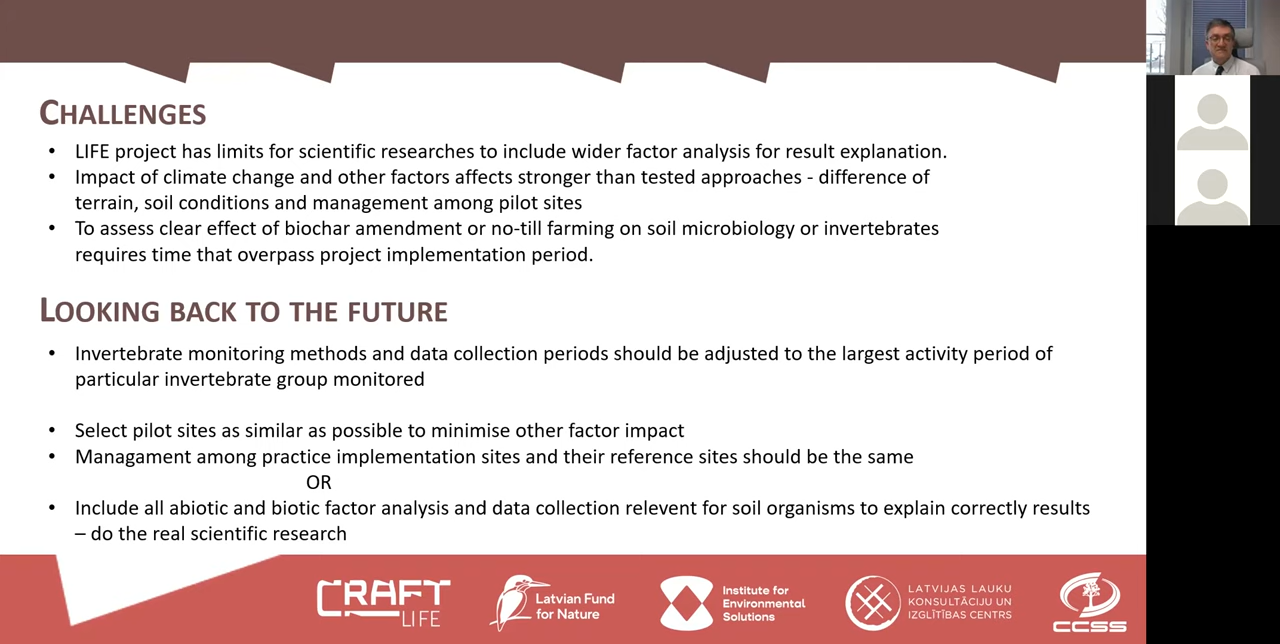 CHALLENGES
• LIFE project has limits for scientific researches to include wider factor analysis for result explanation.
• Impact of climate change and other factors affects stronger than tested approaches - difference of
terrain, soil conditions and management among pilot sites
• To assess clear effect of biochar amendment or no-till farming on soil microbiology or invertebrates
requires time that overpass project implementation period.
LOOKING BACK TO THE FUTURE
• Invertebrate monitoring methods and data collection periods should be adjusted to the largest activity period of
particular invertebrate group monitored
• Select pilot sites as similar as possible to minimise other factor impact
• Managament among practice implementation sites and their reference sites should be the same
OR
• Include all abiotic and biotic factor analysis and data collection relevent for soil organisms to explain correctly results
– do the real scientific research
CRAFT
LIFE
Latvian Fund
for Nature
Institute for
Environmental
Solutions
LATVIJAS LAUKU
KONSULTĀCIJU UN
IZGLĪTĪBAS CENTRS
CCSS